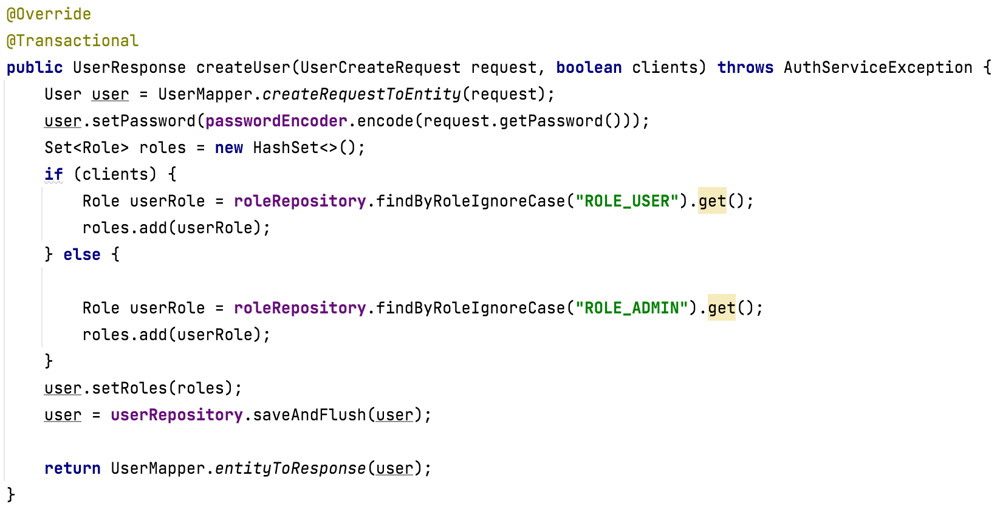 @Override
@Transactional
public UserResponse createUser(UserCreateRequest request, boolean clients) throws AuthServiceException {
    User user = UserMapper.createRequestToEntity(request);
    user.setPassword(passwordEncoder.encode(request.getPassword()));
    Set<Role> roles = new HashSet<>();
    if (clients) {
        Role userRole = roleRepository.findByRoleIgnoreCase("ROLE_USER").get();
        roles.add(userRole);
    } else {

        Role userRole = roleRepository.findByRoleIgnoreCase("ROLE_ADMIN").get();
        roles.add(userRole);
    }
    user.setRoles(roles);
    user = userRepository.saveAndFlush(user);

    return UserMapper.entityToResponse(user);
}